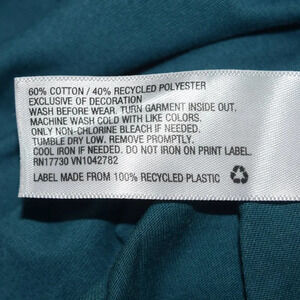 60% COTTON / 40% RECYCLED POLYESTER
EXCLUSIVE OF DECORATION
WASH BEFORE WEAR. TURN GARMENT INSIDE OUT.
MACHINE WASH COLD WITH LIKE COLORS.
ONLY NON-CHLORINE BLEACH IF NEEDED.
TUMBLE DRY LOW. REMOVE PROMPTLY.
COOL IRON IF NEEDED. DO NOT IRON ON PRINT LABEL.
RN17730 VN1042782
LABEL MADE FROM 100% RECYCLED PLASTIC